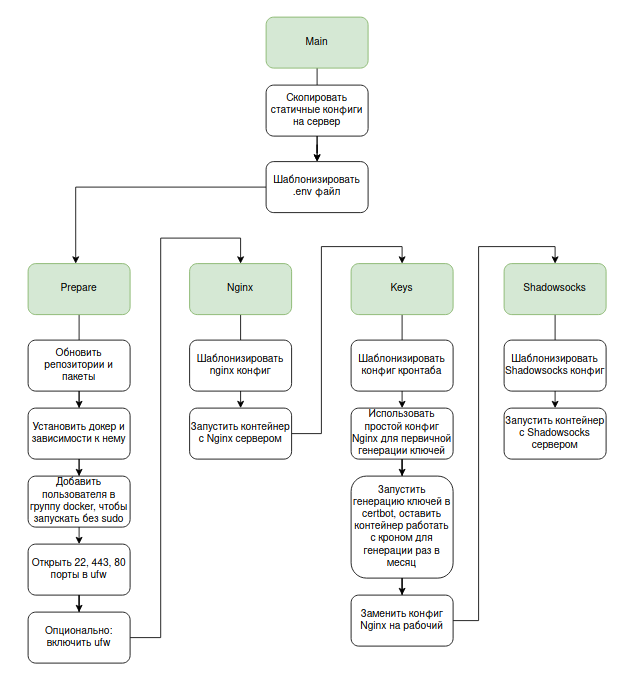 Main
Скопировать
статичные конфиги
на сервер
Шаблонизировать
.env файл
Prepare
Обновить
репозитории и
пакеты
Установить докер и
зависимости к нему
Добавить
пользователя в
группу docker, чтобы
запускать без sudo
Открыть 22, 443, 80
порты в ufw
Опционально:
включить ufw
Nginx
Шаблонизировать
nginx конфиг
Запустить контейнер
с Nginx сервером
Keys
Шаблонизировать
конфиг кронтаба
Использовать
простой конфиг
Nginx для первичной
генерации ключей
Запустить
генерацию ключей в
certbot, оставить
контейнер работать
с кроном для
генерации раз в
месяц
Заменить конфиг
Nginx на рабочий
Shadowsocks
Шаблонизировать
Shadowsocks конфиг
Запустить контейнер
с Shadowsocks
сервером